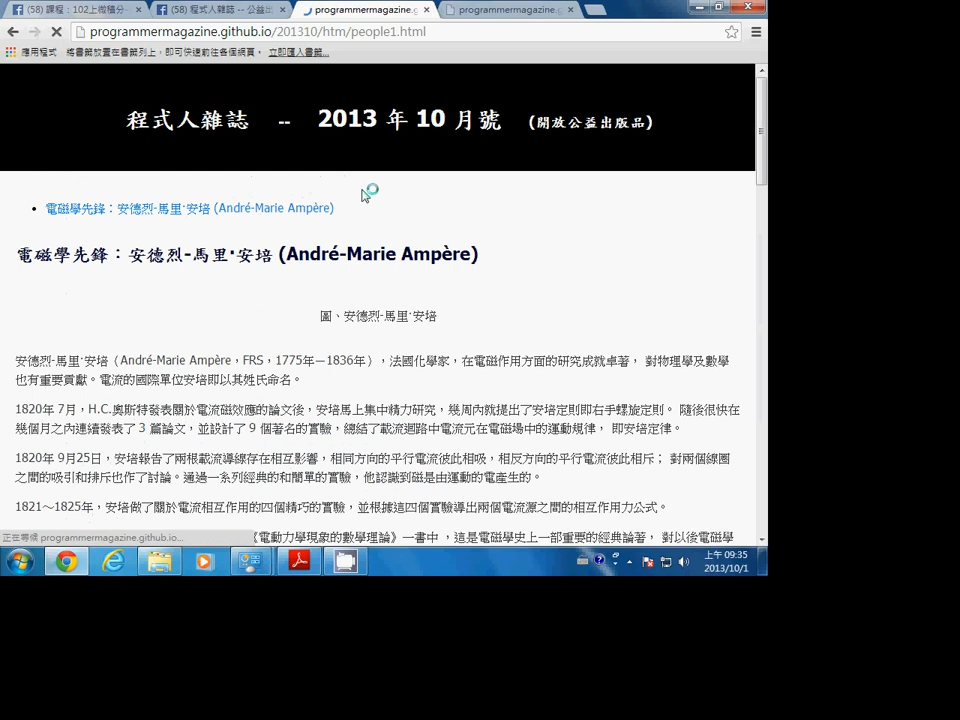 (58) 課程：102上微積分
(58) 程式人雜誌 -- 公益出
programmermagazine.g
programmermagazine.g
programmermagazine.github.io/201310/htm/people1.html
應用程式 將書籤放置在書籤列上，即可快速前往各個網頁。 立即匯入書籤...
程式人雜誌 -- 2013 年 10 月號 (開放公益出版品)
電磁學先鋒：安德烈-馬里·安培 (André-Marie Ampère)
電磁學先鋒：安德烈-馬里·安培 (André-Marie Ampère)
圖、安德烈-馬里·安培
安德烈-馬里·安培（André-Marie Ampère，FRS，1775年—1836年），法國化學家，在電磁作用方面的研究成就卓著， 對物理學及數學
也有重要貢獻。電流的國際單位安培即以其姓氏命名。
1820年 7月，H.C.奧斯特發表關於電流磁效應的論文後，安培馬上集中精力研究，幾周內就提出了安培定則即右手螺旋定則。 隨後很快在
幾個月之內連續發表了 3 篇論文，並設計了 9 個著名的實驗，總結了載流迴路中電流元在電磁場中的運動規律， 即安培定律。
1820年 9月25日，安培報告了兩根載流導線存在相互影響，相同方向的平行電流彼此相吸，相反方向的平行電流彼此相斥； 對兩個線圈
之間的吸引和排斥也作了討論。通過一系列經典的和簡單的實驗，他認識到磁是由運動的電產生的。
1821～1825年，安培做了關於電流相互作用的四個精巧的實驗，並根據這四個實驗導出兩個電流源之間的相互作用力公式。
《電動力學現象的數學理論》一書中 ，這是電磁學史上一部重要的經典論著， 對以後電磁學
正在等候 programmermagazine.github.io...
上午 09:35
2013/10/1